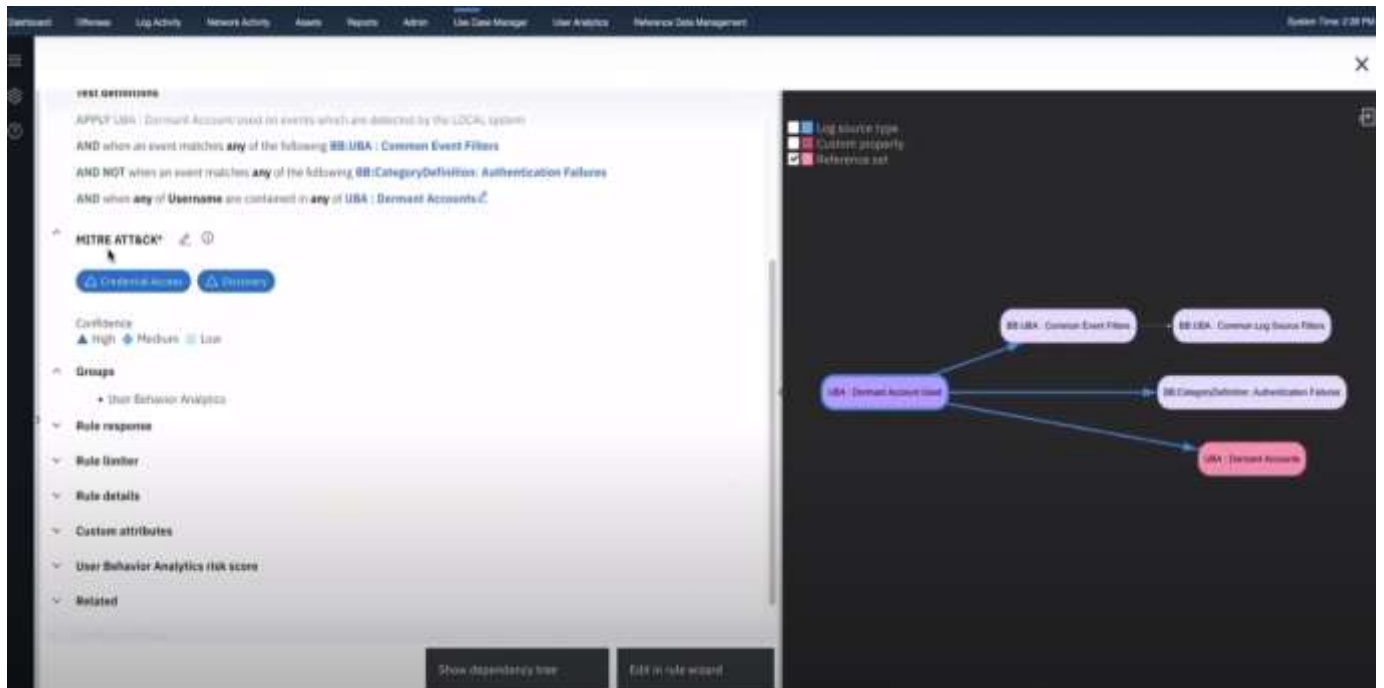 Dashboard Offenses Log Activity Network Activity Assets Reports Admin Use Case Manager User Analytics Reference Data Management System Time: 2:38 PM
Test definitions
APPLY UBA : Dormant Account used on events which are detected by the LOCAL system
AND when an event matches any of the following BB:UBA : Common Event Filters
AND NOT when an event matches any of the following BB:CategoryDefinition: Authentication Failures
AND when any of Username are contained in any of UBA : Dormant Accounts
MITRE ATT&CK®
Credential Access Discovery
Confidence
High Medium Low
Groups
• User Behavior Analytics
Rule response
Rule limiter
Rule details
Custom attributes
User Behavior Analytics risk score
Related
Show dependency tree Edit in rule wizard
Log source type
Custom property
Reference set
BB:UBA : Common Event Filters BB:UBA : Common Log Source Filters
UBA : Dormant Account Used BB:CategoryDefinition: Authentication Failures
UBA : Dormant Accounts